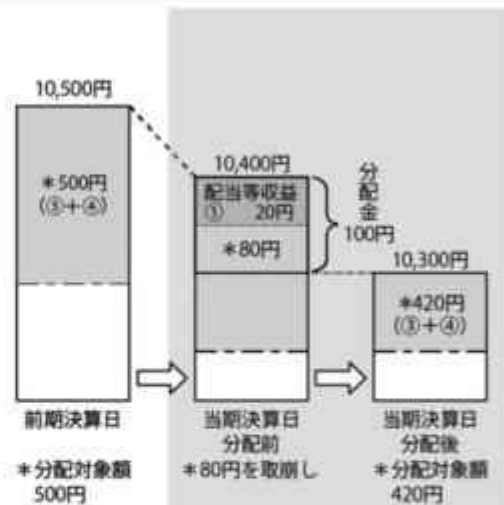 10,500円
*500円
(③+④)
10,400円
配当等収益
① 20円
*80円
分配金
100円
10,300円
*420円
(③+④)
前期決算日
当期決算日
分配前
当期決算日
分配後
*分配対象額
500円
*80円を取崩し
*分配対象額
420円